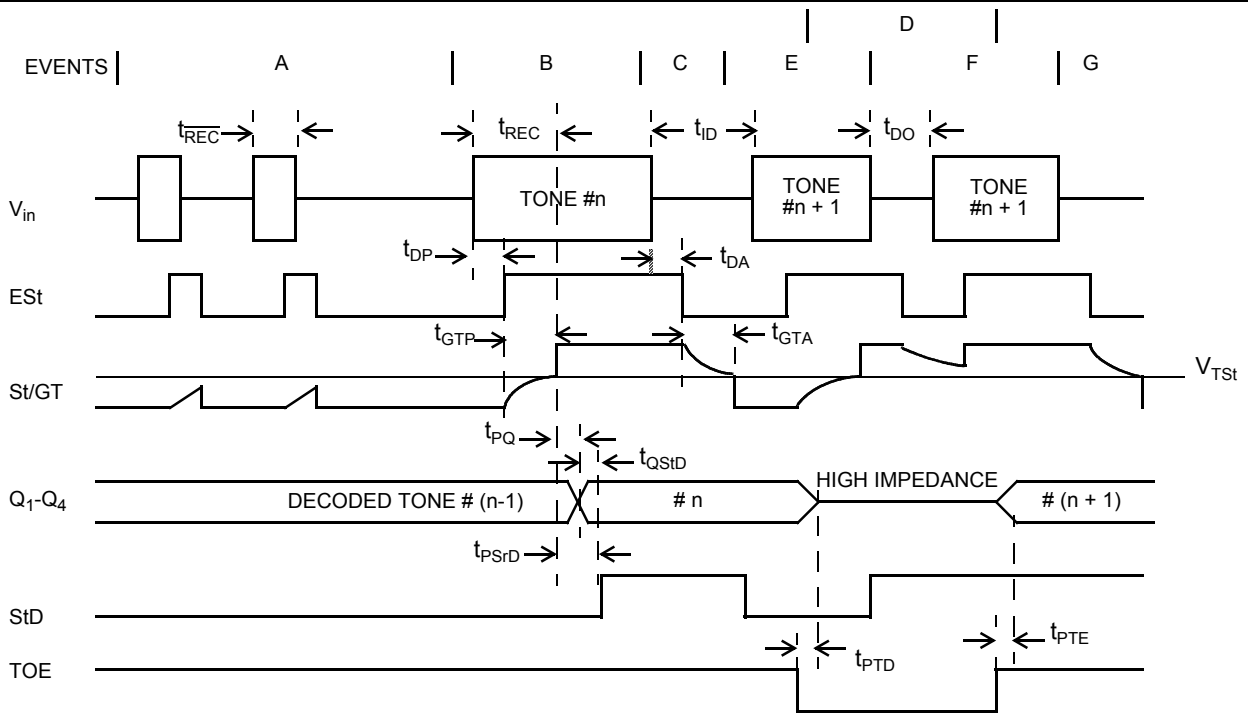 D
EVENTS A B C E F G
tREC tREC tID tDO
Vin TONE #n TONE #n + 1 TONE #n + 1
tDP tDA
ESt
tGTP tGTA
VTSt
St/GT
tPQ
tQStD
HIGH IMPEDANCE
Q1-Q4 DECODED TONE # (n-1) # n # (n + 1)
tPSrD
StD
tPTD tPTE
TOE